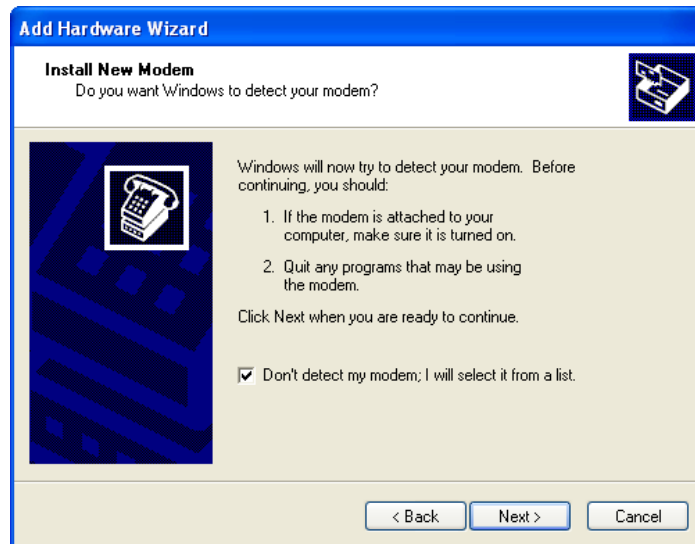 Add Hardware Wizard
Install New Modem
Do you want Windows to detect your modem?
Windows will now try to detect your modem.  Before
continuing, you should:
1. If the modem is attached to your
computer, make sure it is turned on.
2. Quit any programs that may be using
the modem.
Click Next when you are ready to continue.
Don't detect my modem; I will select it from a list.
< Back
Next >
Cancel